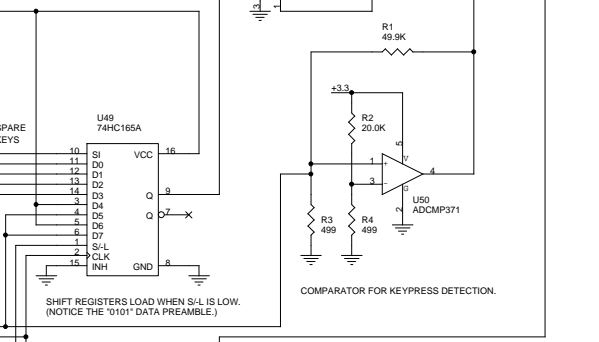 3
1
R1
49.9K
+3.3
R2
20.0K
5
V
1
+
4
3
−
G
2
U50
ADCMP371
R3
499
R4
499
COMPARATOR FOR KEYPRESS DETECTION.
SPARE
KEYS
U49
74HC165A
10 SI VCC 16
11 D0
12 D1
13 D2
14 D3 Q 9
3 D4
4 D5 Q 7
5 D6
6 D7
1 S/-L
2 CLK
15 INH GND 8
SHIFT REGISTERS LOAD WHEN S/-L IS LOW.
(NOTICE THE "0101" DATA PREAMBLE.)